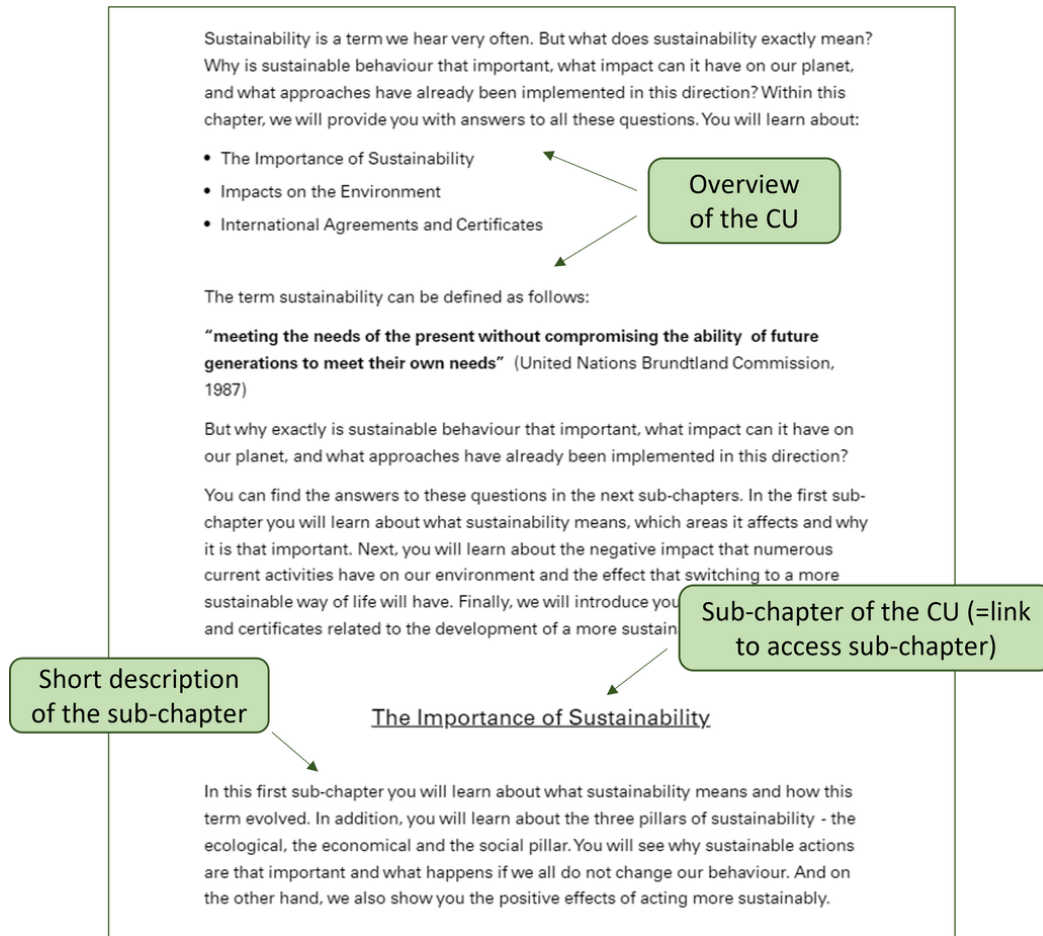 Sustainability is a term we hear very often. But what does sustainability exactly mean?
Why is sustainable behaviour that important, what impact can it have on our planet,
and what approaches have already been implemented in this direction? Within this
chapter, we will provide you with answers to all these questions. You will learn about:
• The Importance of Sustainability
• Impacts on the Environment
• International Agreements and Certificates
Overview
of the CU
The term sustainability can be defined as follows:
“meeting the needs of the present without compromising the ability of future
generations to meet their own needs” (United Nations Brundtland Commission,
1987)
But why exactly is sustainable behaviour that important, what impact can it have on
our planet, and what approaches have already been implemented in this direction?
You can find the answers to these questions in the next sub-chapters. In the first sub-
chapter you will learn about what sustainability means, which areas it affects and why
it is that important. Next, you will learn about the negative impact that numerous
current activities have on our environment and the effect that switching to a more
sustainable way of life will have. Finally, we will introduce you
and certificates related to the development of a more sustain
Sub-chapter of the CU (=link
to access sub-chapter)
Short description
of the sub-chapter
The Importance of Sustainability
In this first sub-chapter you will learn about what sustainability means and how this
term evolved. In addition, you will learn about the three pillars of sustainability - the
ecological, the economical and the social pillar. You will see why sustainable actions
are that important and what happens if we all do not change our behaviour. And on
the other hand, we also show you the positive effects of acting more sustainably.